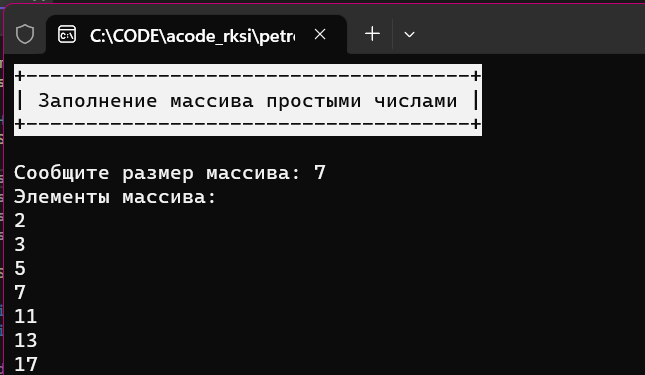 C:\CODE\acode_rksi\petr
+-------------------------------------+
| Заполнение массива простыми числами |
+-------------------------------------+
Сообщите размер массива: 7
Элементы массива:
2
3
5
7
11
13
17